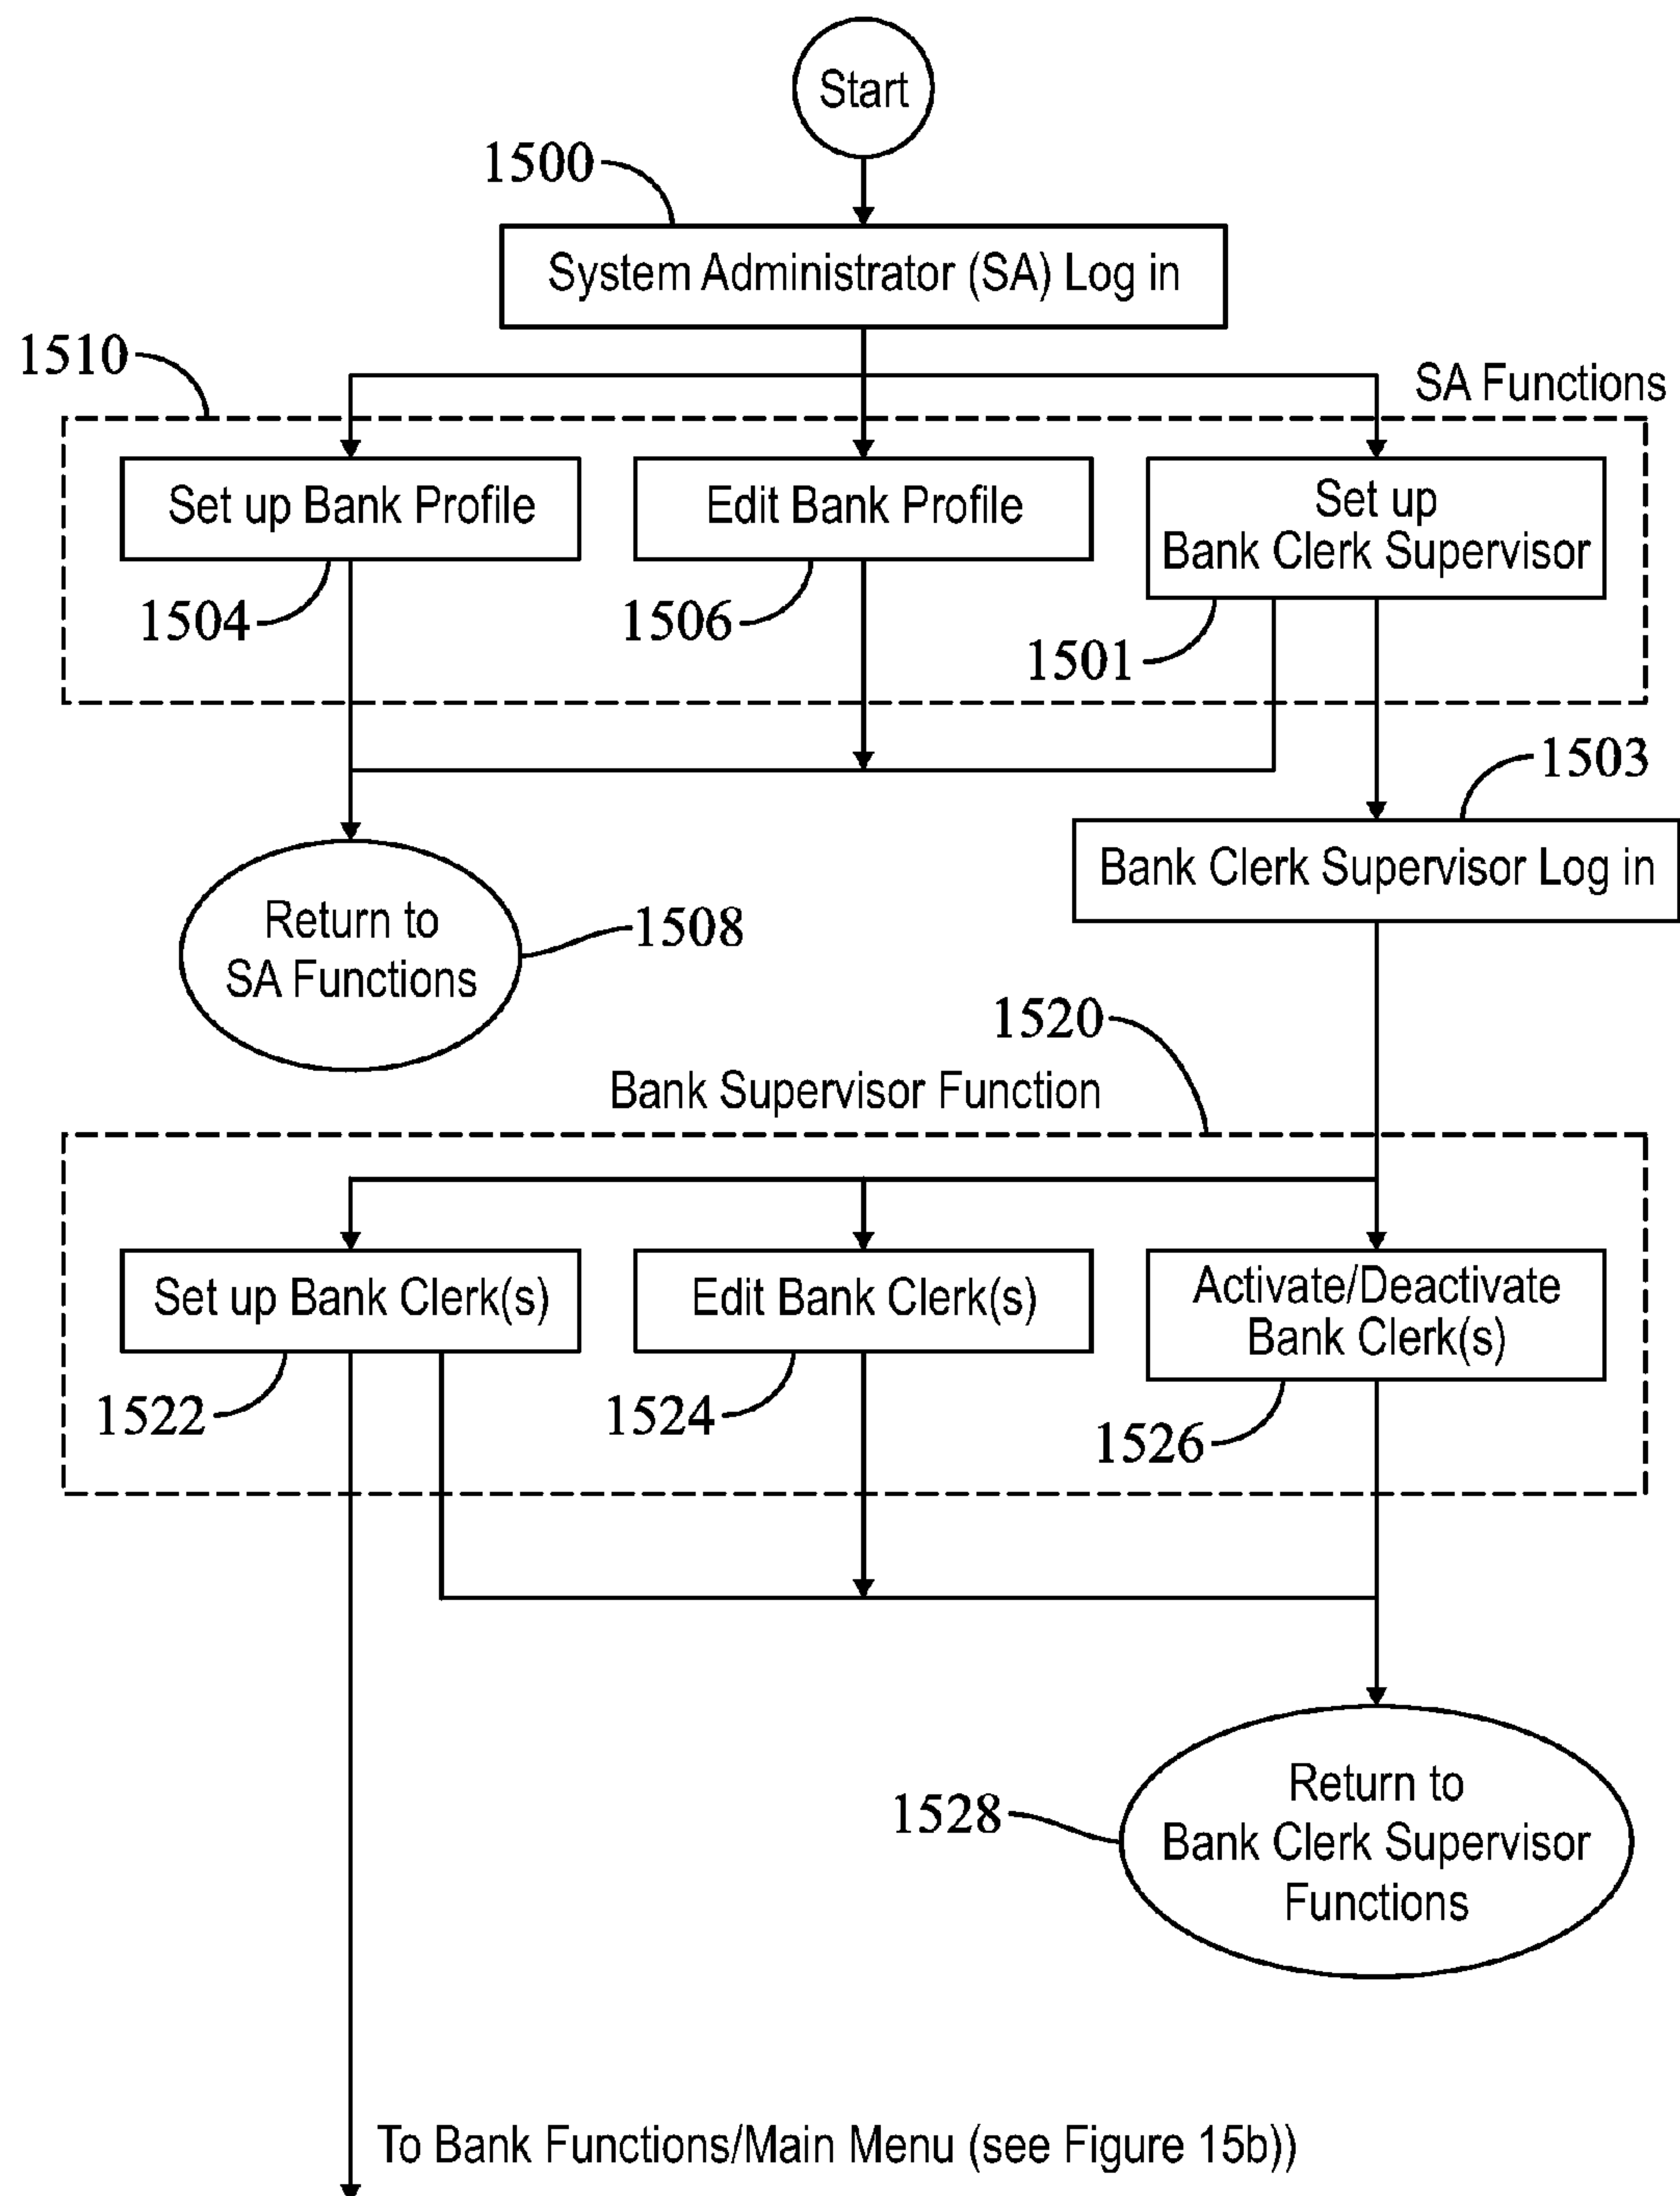 Start
1500
System Administrator (SA) Log in
1510
SA Functions
Set up Bank Profile
Edit Bank Profile
Set up
Bank Clerk Supervisor
1504
1506
1501
1503
Bank Clerk Supervisor Log in
Return to
SA Functions
1508
1520
Bank Supervisor Function
Set up Bank Clerk(s)
Edit Bank Clerk(s)
Activate/Deactivate
Bank Clerk(s)
1522
1524
1526
Return to
Bank Clerk Supervisor
Functions
1528
To Bank Functions/Main Menu (see Figure 15b))